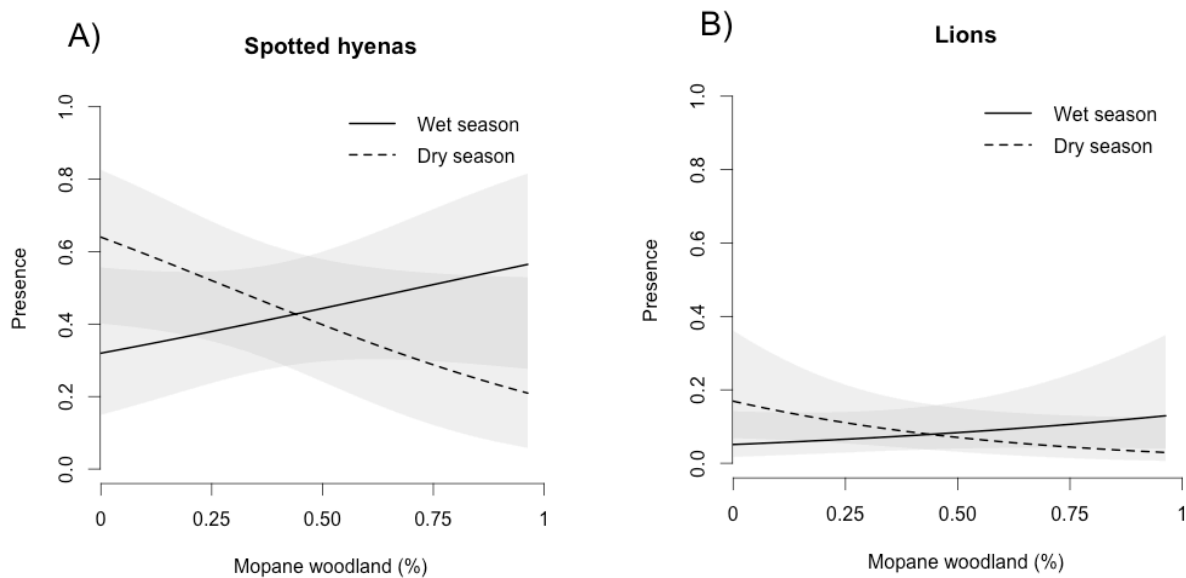 A)
Spotted hyenas
Wet season
Dry season
1.0
0.8
0.6
0.4
0.2
0.0
Presence
0 0.25 0.50 0.75 1
Mopane woodland (%)
B)
Lions
Wet season
Dry season
1.0
0.8
0.6
0.4
0.2
0.0
Presence
0 0.25 0.50 0.75 1
Mopane woodland (%)